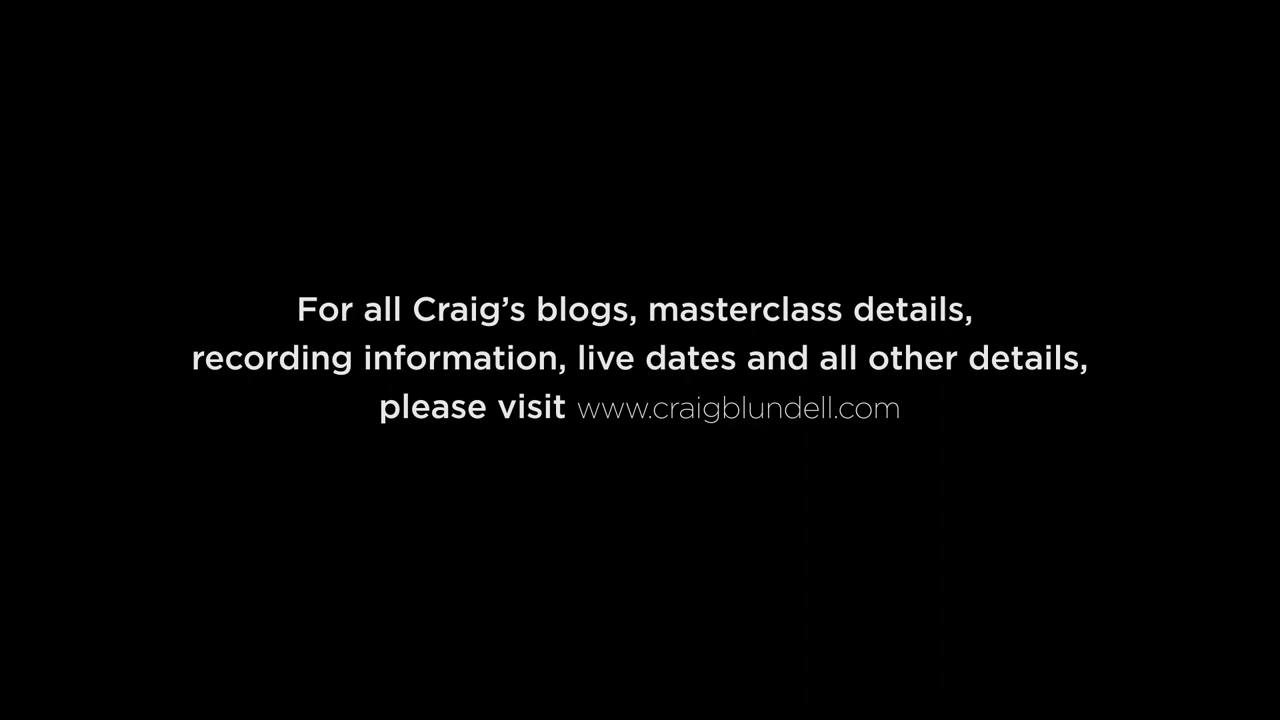 For all Craig’s blogs, masterclass details,
recording information, live dates and all other details,
please visit www.craigblundell.com